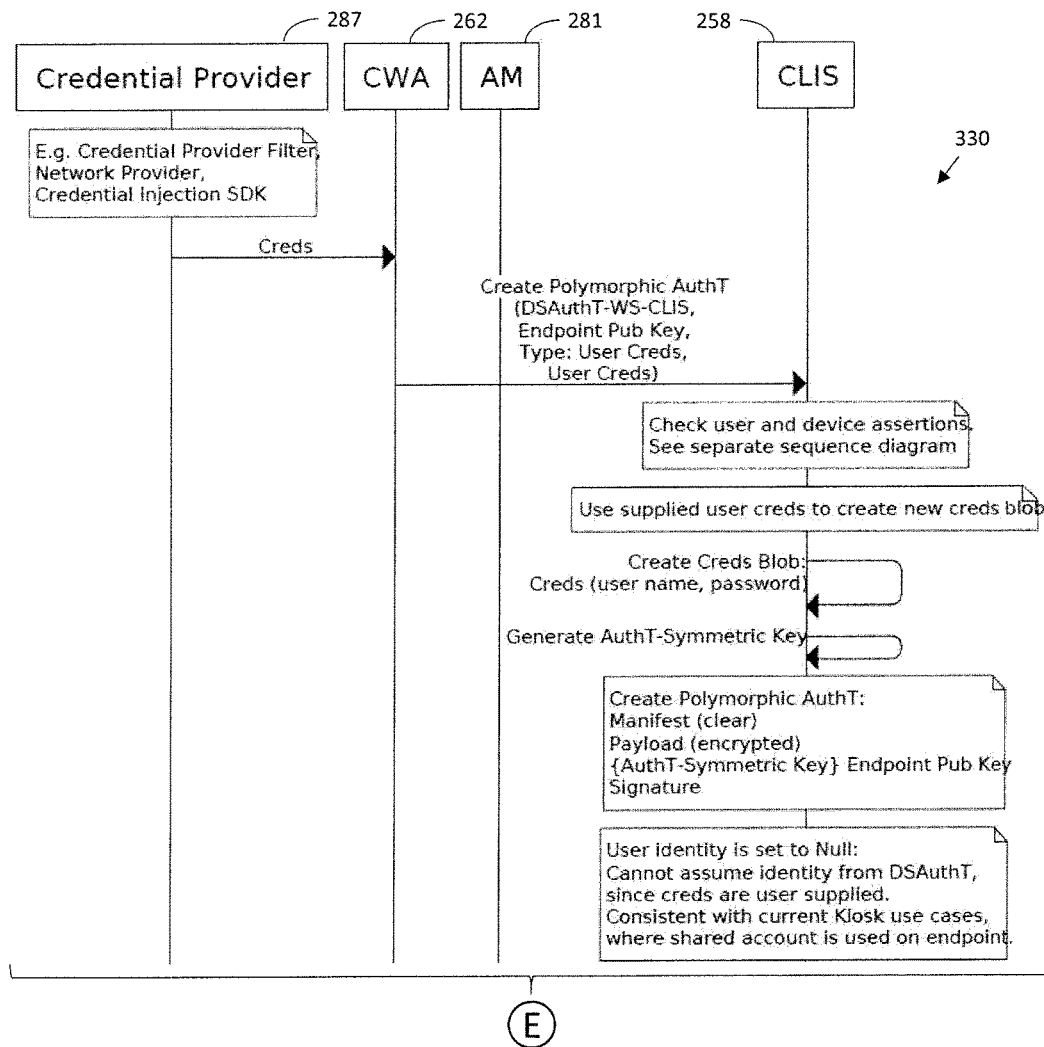 287
262
281
258
Credential Provider
CWA
AM
CLIS
E.g. Credential Provider Filter,
Network Provider,
Credential Injection SDK
330
Creds
Create Polymorphic AuthT
(DSAuthT-WS-CLIS,
Endpoint Pub Key,
Type: User Creds,
User Creds)
Check user and device assertions.
See separate sequence diagram
Use supplied user creds to create new creds blob
Create Creds Blob:
Creds (user name, password)
Generate AuthT-Symmetric Key
Create Polymorphic AuthT:
Manifest (clear)
Payload (encrypted)
{AuthT-Symmetric Key} Endpoint Pub Key
Signature
User identity is set to Null:
Cannot assume identity from DSAuthT,
since creds are user supplied.
Consistent with current Kiosk use cases,
where shared account is used on endpoint.
E